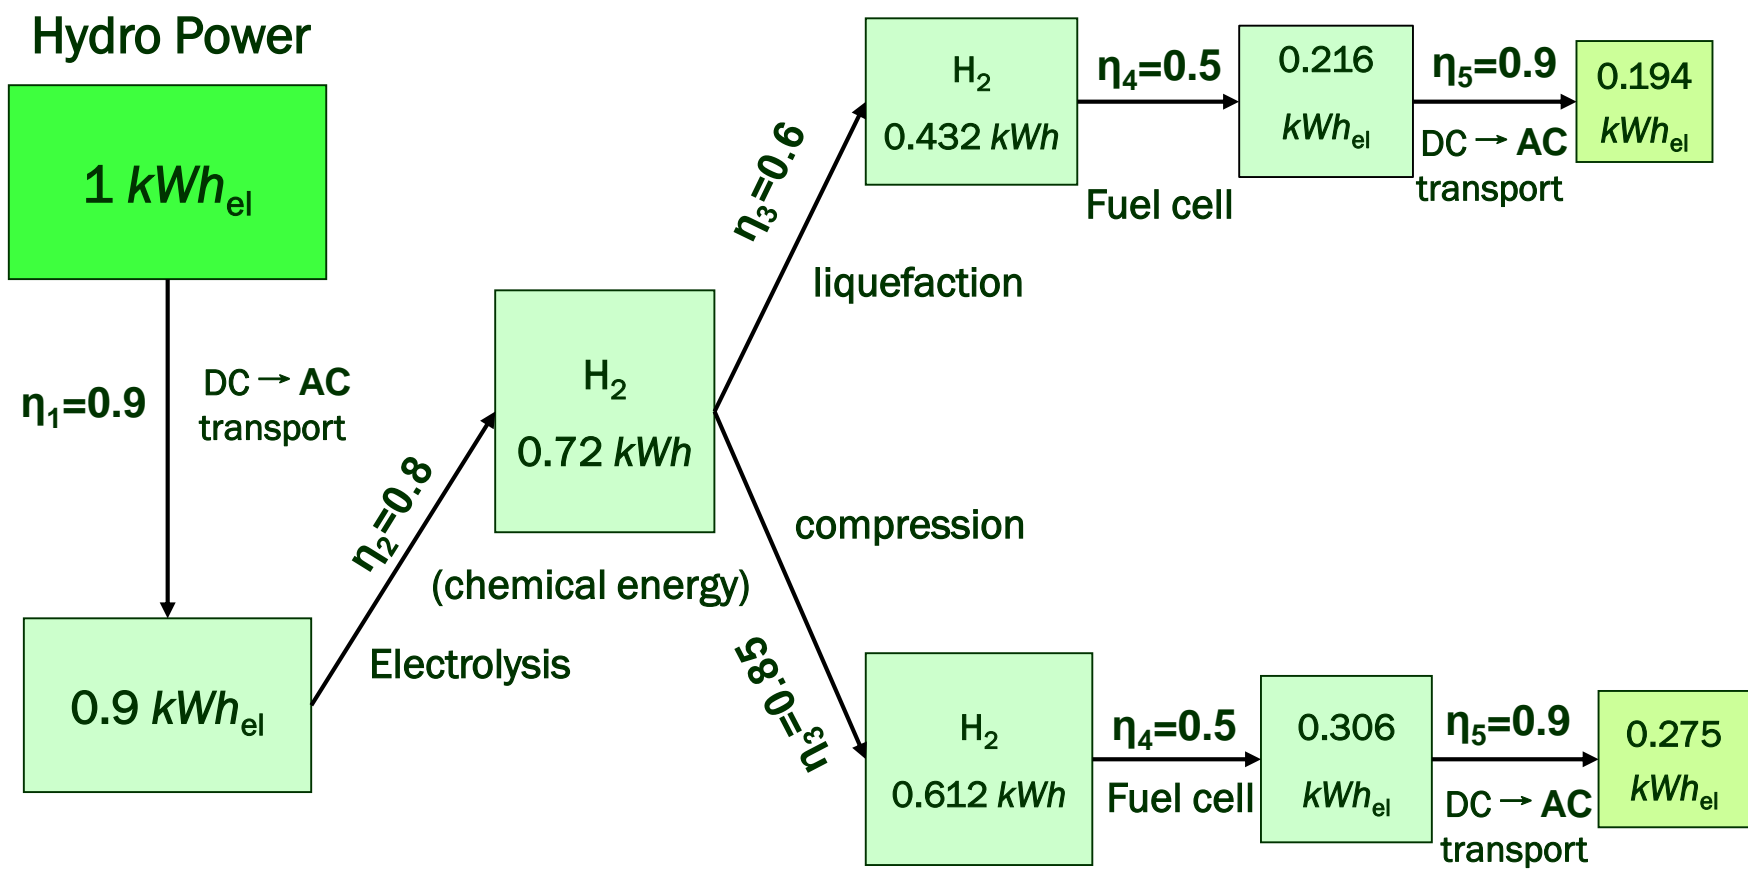 Hydro Power
1 kWhel
η1=0.9
DC → AC
transport
0.9 kWhel
η2=0.8
Electrolysis
H2
0.72 kWh
(chemical energy)
η3=0.6
liquefaction
H2
0.432 kWh
η4=0.5
Fuel cell
0.216
kWhel
η5=0.9
DC → AC
transport
0.194
kWhel
compression
η3=0.85
H2
0.612 kWh
η4=0.5
Fuel cell
0.306
kWhel
η5=0.9
DC → AC
transport
0.275
kWhel